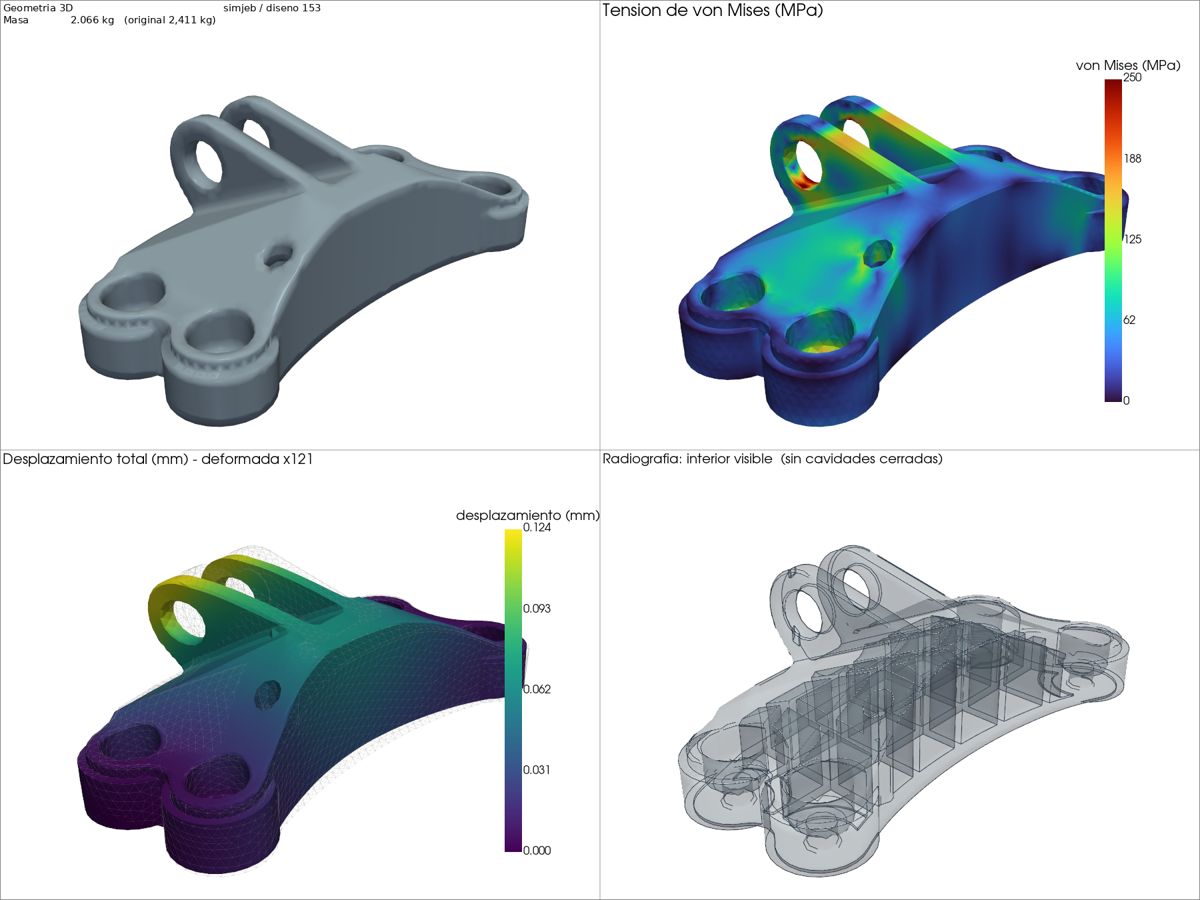 Geometria 3D
simjeb / diseno 153
Masa 2.066 kg (original 2,411 kg)
Tension de von Mises (MPa)
von Mises (MPa)
250
188
125
62
0
Desplazamiento total (mm) - deformada x121
desplazamiento (mm)
0.124
0.093
0.062
0.031
0.000
Radiografia: interior visible (sin cavidades cerradas)